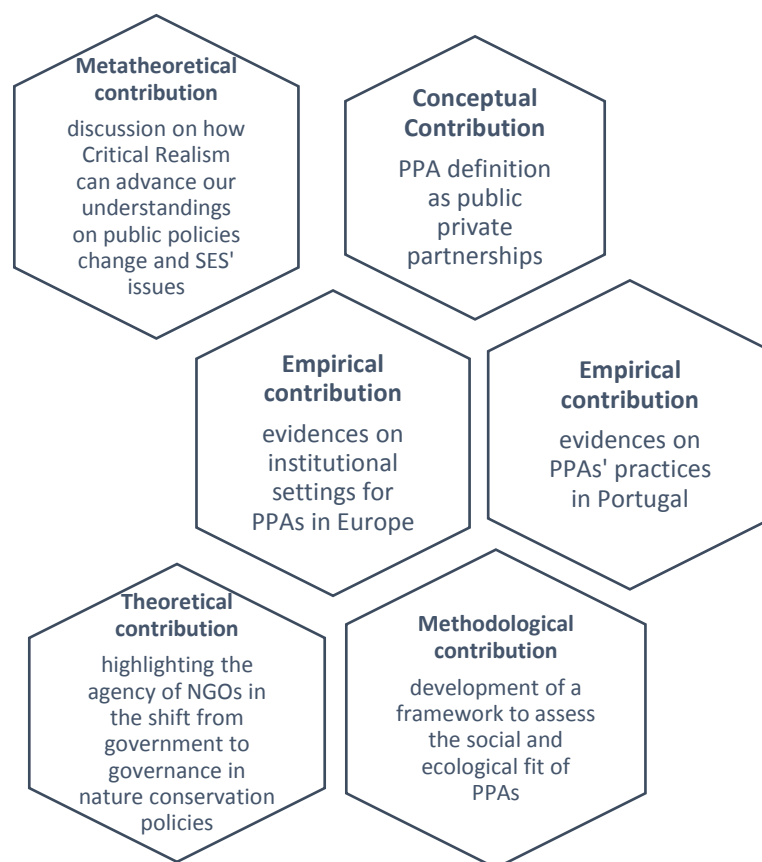 Metatheoretical
contribution
discussion on how
Critical Realism
can advance our
understandings
on public policies
change and SES'
issues
Conceptual
Contribution
PPA definition
as public
private
partnerships
Empirical
contribution
evidences on
institutional
settings for
PPAs in Europe
Empirical
contribution
evidences on
PPAs' practices
in Portugal
Theoretical
contribution
highlighting the
agency of NGOs in
the shift from
government to
governance in
nature conservation
policies
Methodological
contribution
development of a
framework to assess
the social and
ecological fit of
PPAs